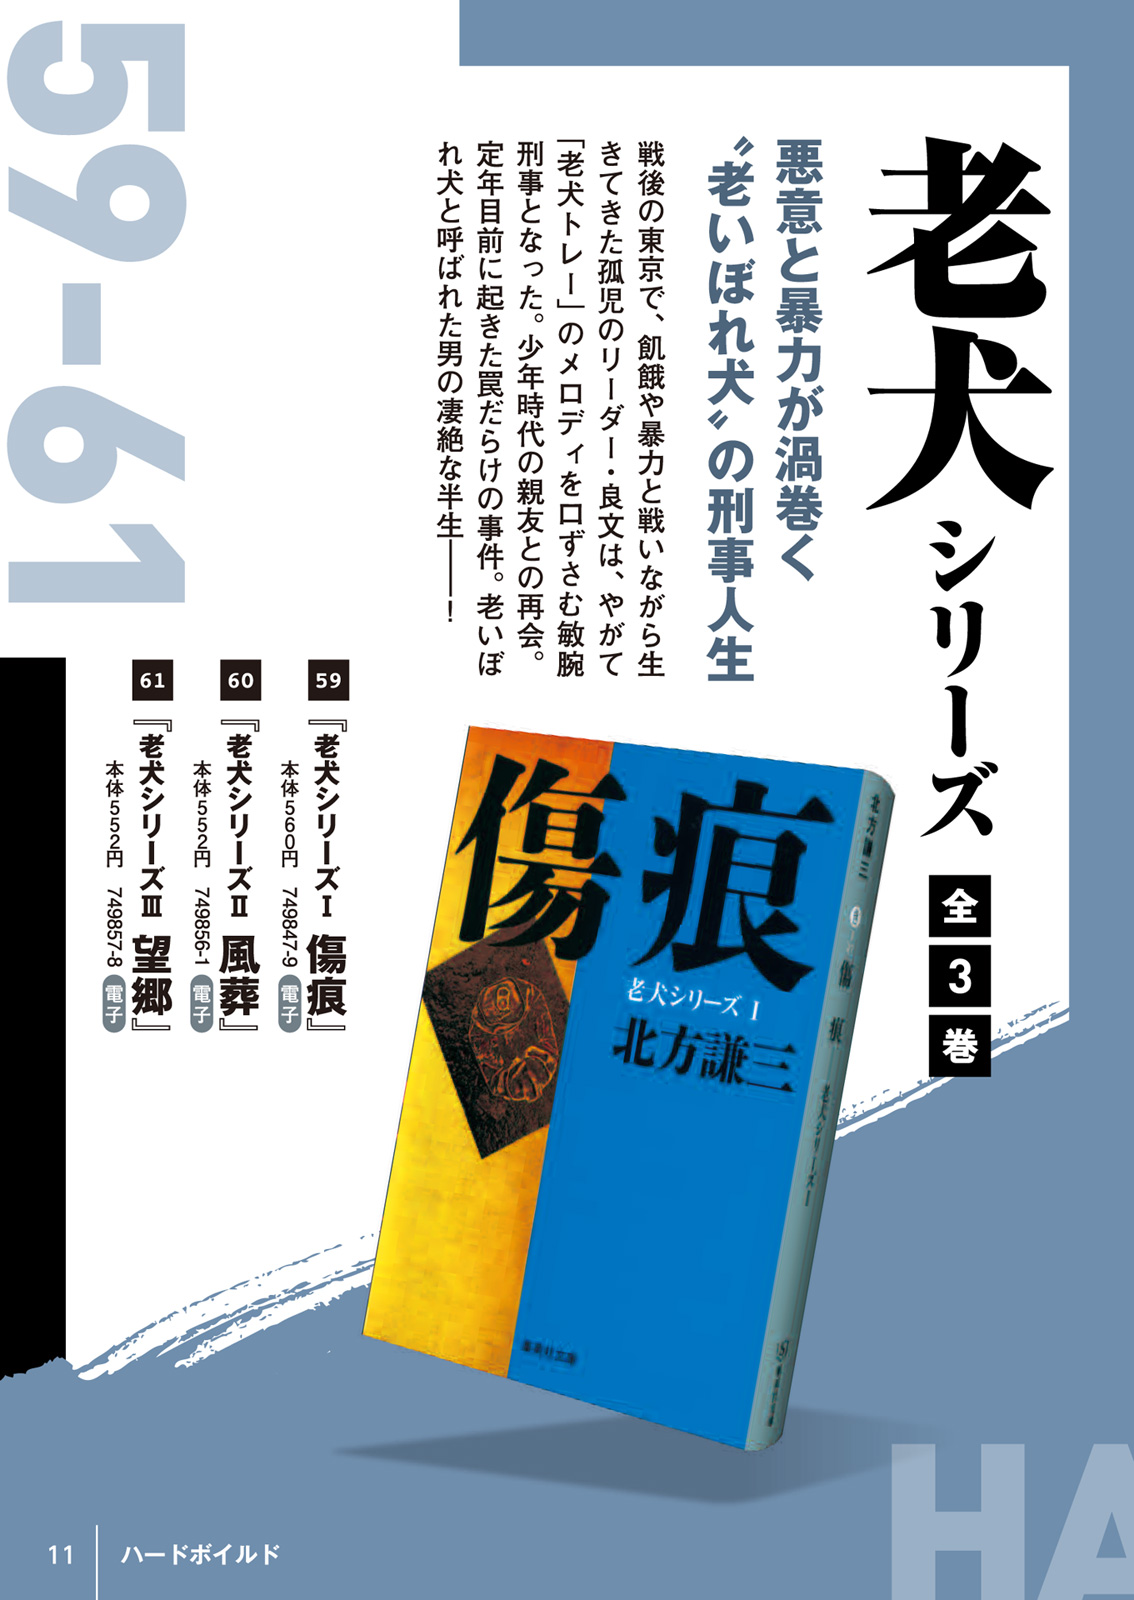 老犬シリーズ 全3巻
悪意と暴力が渦巻く
〝老いぼれ犬〟の刑事人生
戦後の東京で、飢餓や暴力と戦いながら生
きてきた孤児のリーダー・良文は、やがて
「老犬トレー」のメロディを口ずさむ敏腕
刑事となった。少年時代の親友との再会。
定年目前に起きた罠だらけの事件。老いぼ
れ犬と呼ばれた男の凄絶な半生――！
59-61
59 『老犬シリーズⅠ 傷痕』
本体560円 749847-9 電子
60 『老犬シリーズⅡ 風葬』
本体552円 749856-1 電子
61 『老犬シリーズⅢ 望郷』
本体552円 749857-8 電子
傷痕
老犬シリーズ Ⅰ
北方謙三
集英社文庫
北方謙三 傷痕 老犬シリーズⅠ
11 ハードボイルド
HA